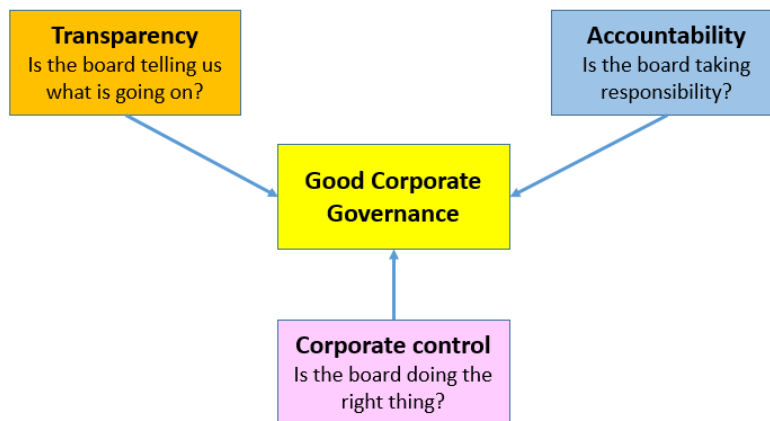 Transparency
Is the board telling us
what is going on?
Accountability
Is the board taking
responsibility?
Good Corporate
Governance
Corporate control
Is the board doing the
right thing?